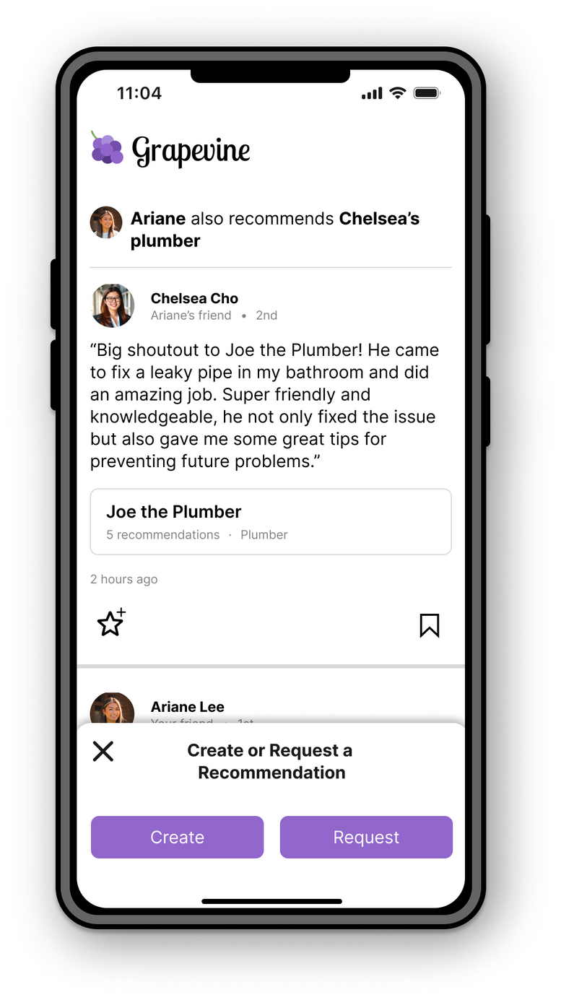 11:04
Grapevine
Ariane also recommends Chelsea’s
plumber
Chelsea Cho
Ariane’s friend • 2nd
“Big shoutout to Joe the Plumber! He came
to fix a leaky pipe in my bathroom and did
an amazing job. Super friendly and
knowledgeable, he not only fixed the issue
but also gave me some great tips for
preventing future problems.”
Joe the Plumber
5 recommendations · Plumber
2 hours ago
Ariane Lee
Your friend • 1st
Create or Request a
Recommendation
Create
Request